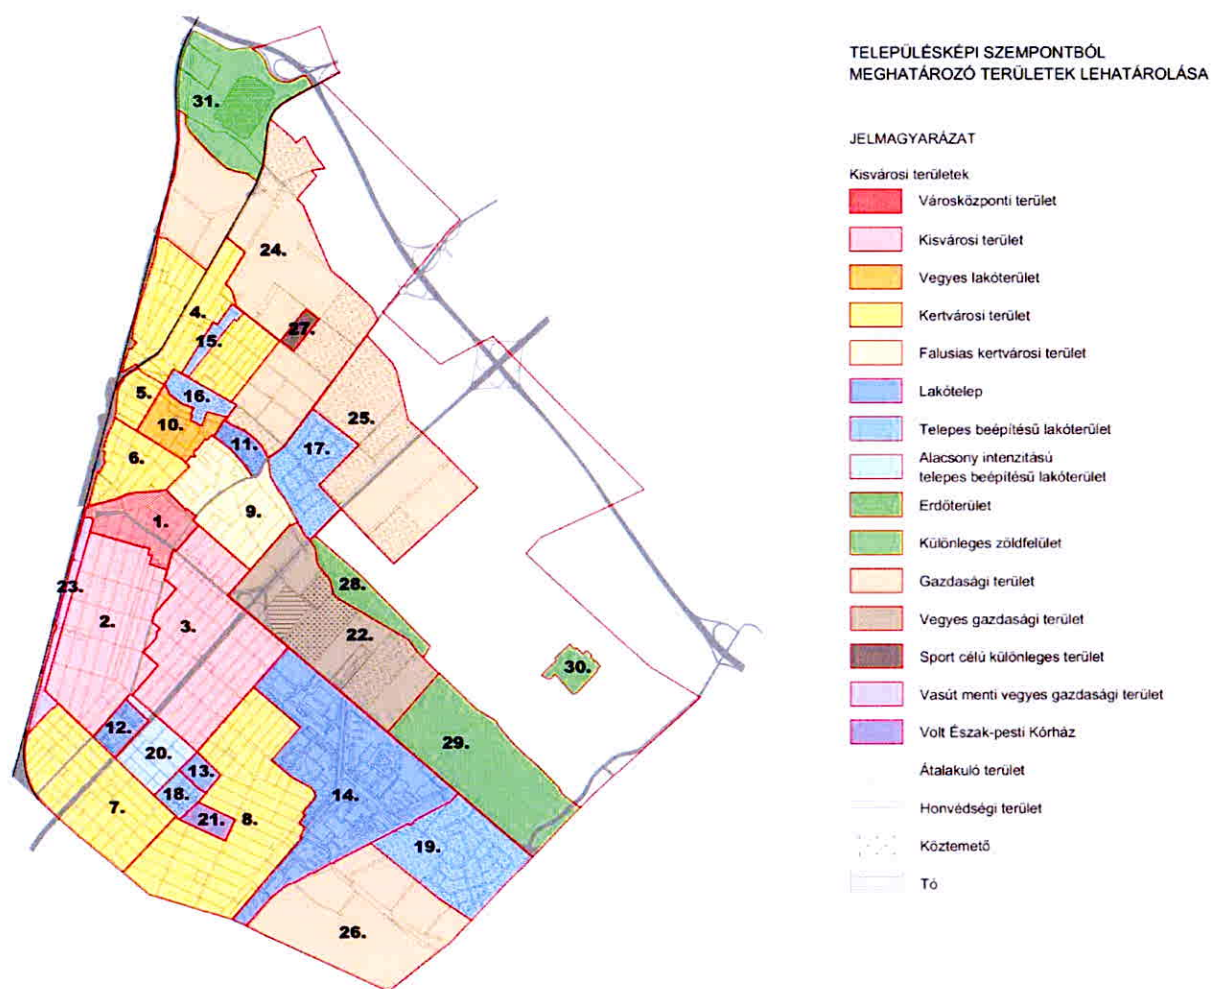 TELEPÜLÉSKÉPI SZEMPONTBÓL
MEGHATÁROZÓ TERÜLETEK LEHATÁROLÁSA
JELMAGYARÁZAT
Kisvárosi területek
Városközponti terület
Kisvárosi terület
Vegyes lakóterület
Kertvárosi terület
Falusias kertvárosi terület
Lakótelep
Telepes beépítésű lakóterület
Alacsony intenzitású
telepes beépítésű lakóterület
Erdőterület
Különleges zöldfelület
Gazdasági terület
Vegyes gazdasági terület
Sport célú különleges terület
Vasút menti vegyes gazdasági terület
Volt Észak-pesti Kórház
Átalakuló terület
Honvédségi terület
Köztemető
Tó
31.
24.
4.
27.
15.
5.
16.
10.
11.
25.
17.
6.
9.
1.
23.
28.
2.
3.
22.
30.
12.
20.
13.
29.
18.
14.
7.
21.
8.
19.
26.